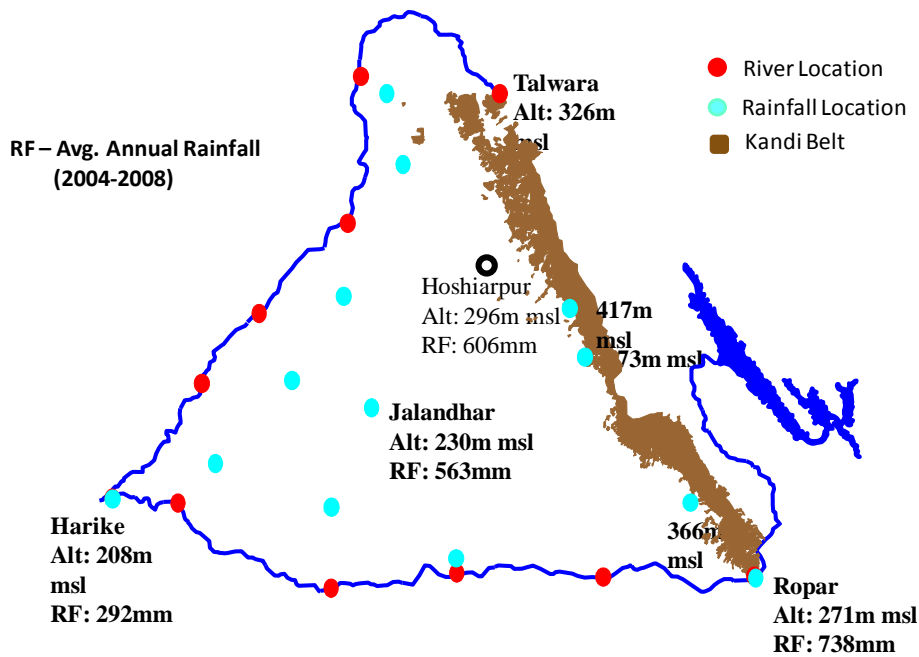 Talwara
Alt: 326m
msl
River Location
Rainfall Location
Kandi Belt
RF – Avg. Annual Rainfall
(2004-2008)
Hoshiarpur
Alt: 296m msl
RF: 606mm
417m
msl
73m msl
Jalandhar
Alt: 230m msl
RF: 563mm
366m
msl
Harike
Alt: 208m
msl
RF: 292mm
Ropar
Alt: 271m msl
RF: 738mm